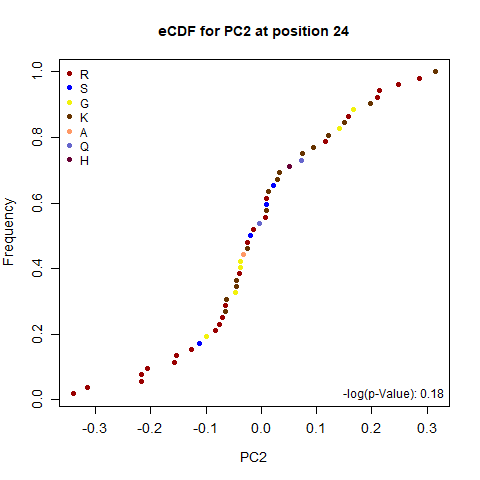 eCDF for PC2 at position 24
R
S
G
K
A
Q
H
Frequency
1.0
0.8
0.6
0.4
0.2
0.0
-log(p-Value): 0.18
-0.3 -0.2 -0.1 0.0 0.1 0.2 0.3
PC2